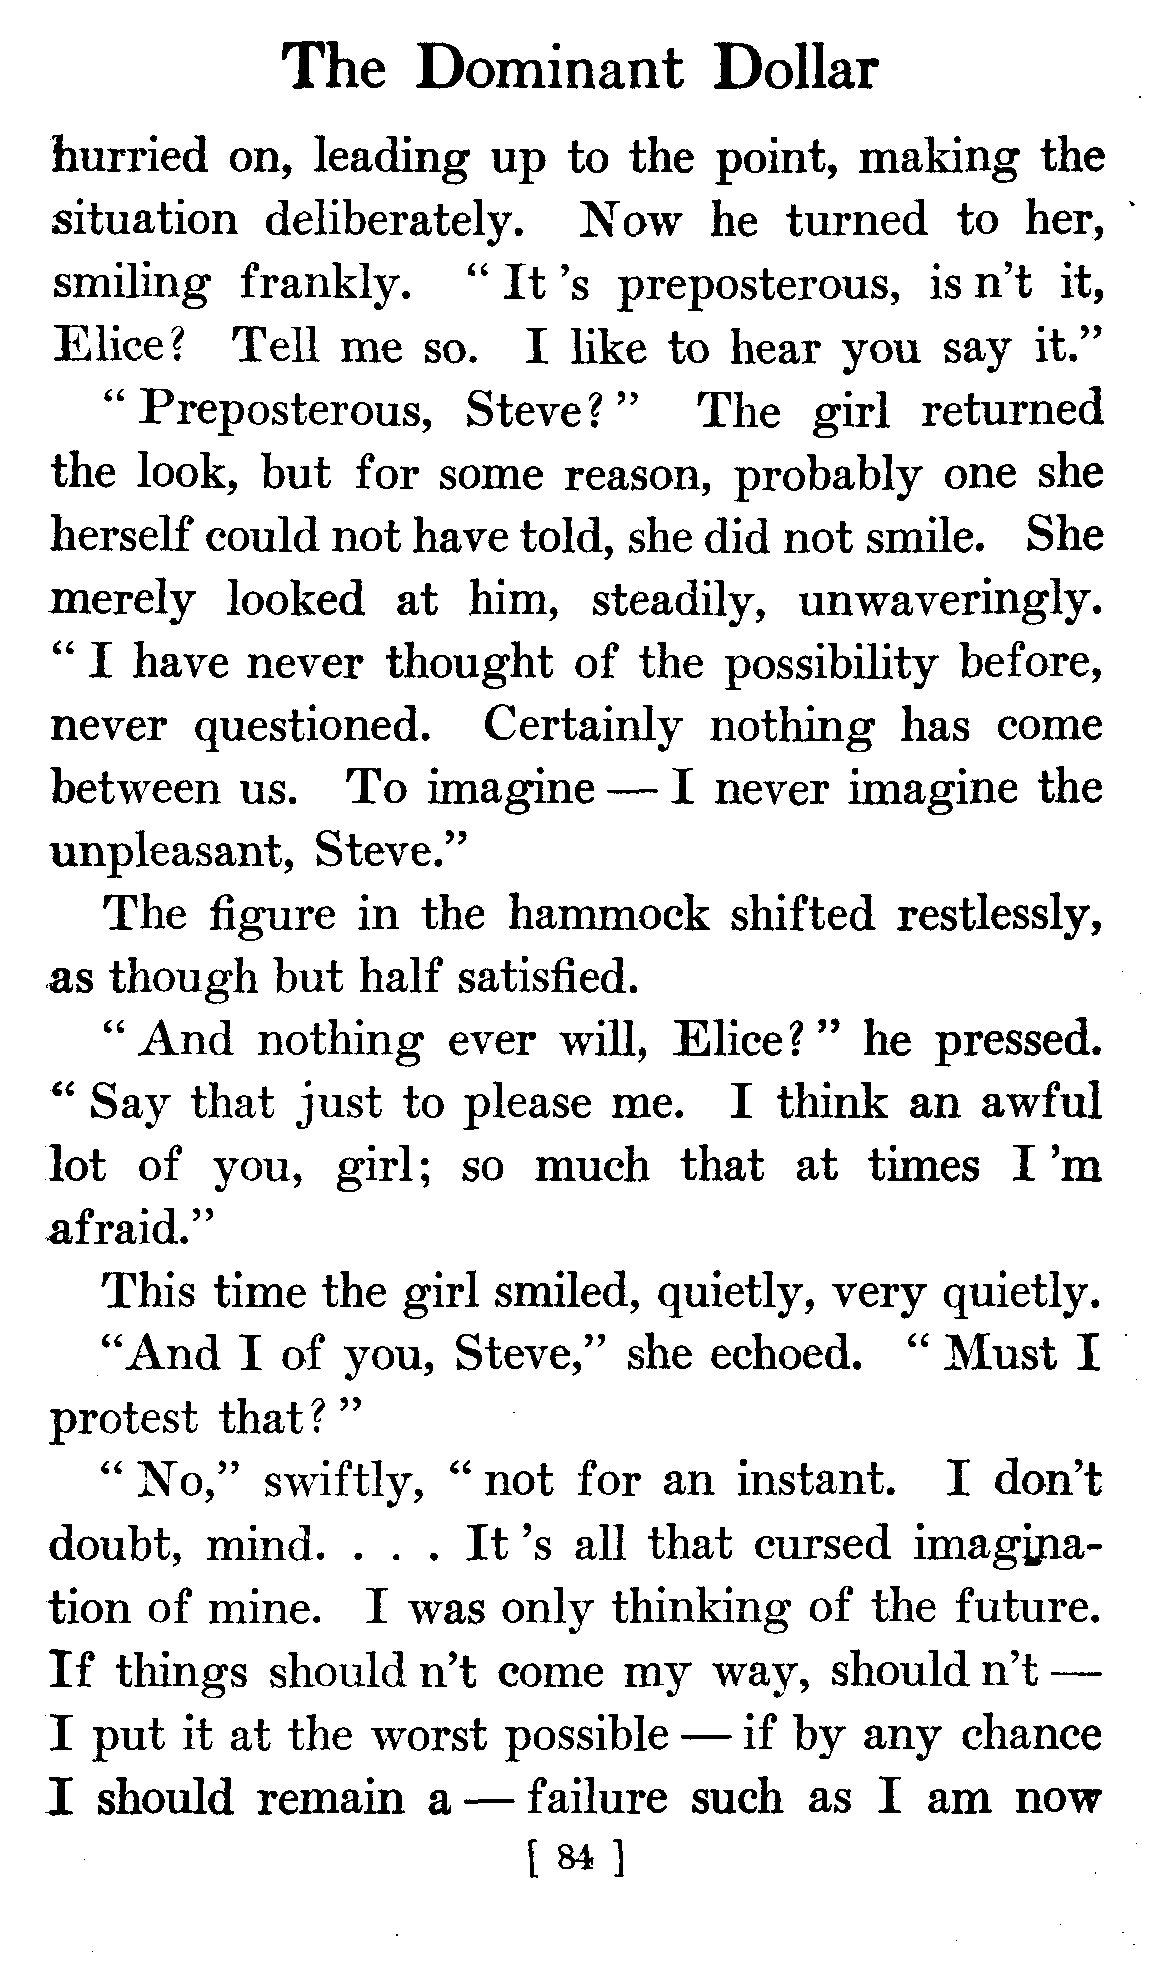 The Dominant Dollar
hurried on, leading up to the point, making the
situation deliberately. Now he turned to her,
smiling frankly. “ It ’s preposterous, is n’t it,
Elice? Tell me so. I like to hear you say it.”
“ Preposterous, Steve? ” The girl returned
the look, but for some reason, probably one she
herself could not have told, she did not smile. She
merely looked at him, steadily, unwaveringly.
“ I have never thought of the possibility before,
never questioned. Certainly nothing has come
between us. To imagine — I never imagine the
unpleasant, Steve.”
The figure in the hammock shifted restlessly,
as though but half satisfied.
“ And nothing ever will, Elice? ” he pressed.
“ Say that just to please me. I think an awful
lot of you, girl; so much that at times I ’m
afraid.”
This time the girl smiled, quietly, very quietly.
“And I of you, Steve,” she echoed. “ Must I
protest that? ”
“ No,” swiftly, “ not for an instant. I don’t
doubt, mind. . . . It ’s all that cursed imagina-
tion of mine. I was only thinking of the future.
If things should n’t come my way, should n’t —
I put it at the worst possible — if by any chance
I should remain a — failure such as I am now
[ 84 ]